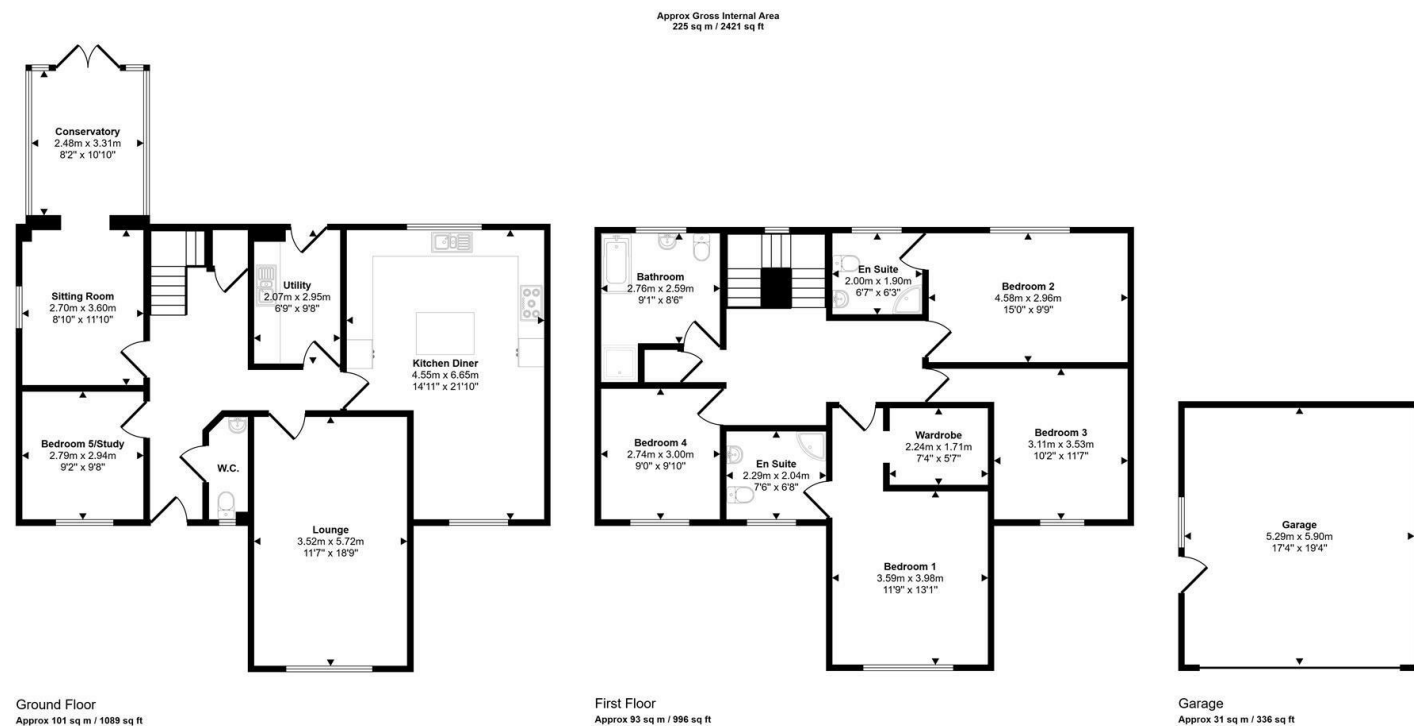 Approx Gross Internal Area
225 sq m / 2421 sq ft
Conservatory
2.48m x 3.31m
8'2" x 10'10"
Sitting Room
2.70m x 3.60m
8'10" x 11'10"
Utility
2.07m x 2.95m
6'9" x 9'8"
Kitchen Diner
4.55m x 6.65m
14'11" x 21'10"
Bedroom 5/Study
2.79m x 2.94m
9'2" x 9'8"
W.C.
Lounge
3.52m x 5.72m
11'7" x 18'9"
Ground Floor
Approx 101 sq m / 1089 sq ft
Bathroom
2.76m x 2.59m
9'1" x 8'6"
En Suite
2.00m x 1.90m
6'7" x 6'3"
Bedroom 2
4.58m x 2.96m
15'0" x 9'9"
Bedroom 4
2.74m x 3.00m
9'0" x 9'10"
En Suite
2.29m x 2.04m
7'6" x 6'8"
Wardrobe
2.24m x 1.71m
7'4" x 5'7"
Bedroom 3
3.11m x 3.53m
10'2" x 11'7"
Bedroom 1
3.59m x 3.98m
11'9" x 13'1"
First Floor
Approx 93 sq m / 996 sq ft
Garage
5.29m x 5.90m
17'4" x 19'4"
Garage
Approx 31 sq m / 336 sq ft